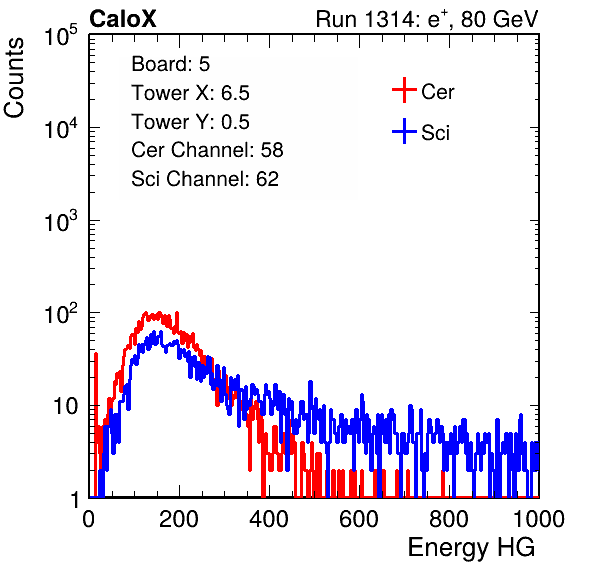 CaloX Run 1314: e⁺, 80 GeV
Counts
Board: 5
Tower X: 6.5
Tower Y: 0.5
Cer Channel: 58
Sci Channel: 62
Cer
Sci
10⁵
10⁴
10³
10²
10
1
0 200 400 600 800 1000
Energy HG